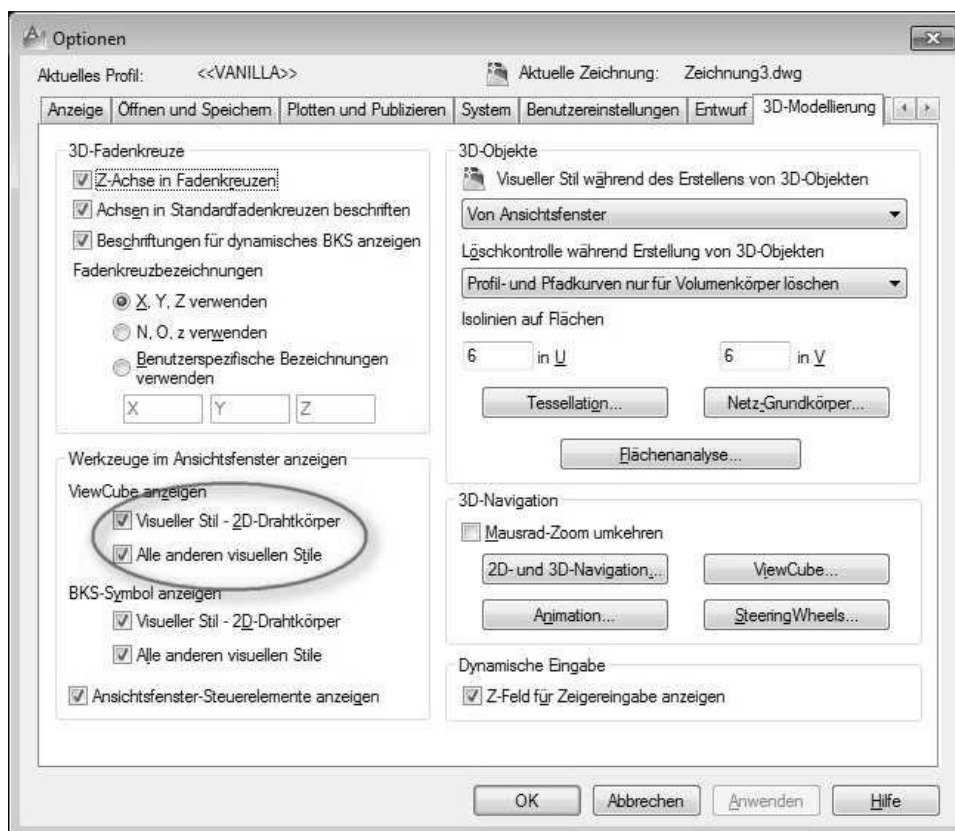 Optionen
Aktuelles Profil: <<VANILLA>> Aktuelle Zeichnung: Zeichnung3.dwg
Anzeige Öffnen und Speichern Plotten und Publizieren System Benutzereinstellungen Entwurf 3D-Modellierung
3D-Fadenkreuze
Z-Achse in Fadenkreuzen
Achsen in Standardfadenkreuzen beschriften
Beschriftungen für dynamisches BKS anzeigen
Fadenkreuzbezeichnungen
X, Y, Z verwenden
N, O, z verwenden
Benutzerspezifische Bezeichnungen
verwenden
X Y Z
Werkzeuge im Ansichtsfenster anzeigen
ViewCube anzeigen
Visueller Stil - 2D-Drahtkörper
Alle anderen visuellen Stile
BKS-Symbol anzeigen
Visueller Stil - 2D-Drahtkörper
Alle anderen visuellen Stile
Ansichtsfenster-Steuerelemente anzeigen
3D-Objekte
Visueller Stil während des Erstellens von 3D-Objekten
Von Ansichtsfenster
Löschkontrolle während Erstellung von 3D-Objekten
Profil- und Pfadkurven nur für Volumenkörper löschen
Isolinien auf Flächen
6 in U 6 in V
Tessellation... Netz-Grundkörper...
Flächenanalyse...
3D-Navigation
Mausrad-Zoom umkehren
2D- und 3D-Navigation... ViewCube...
Animation... SteeringWheels...
Dynamische Eingabe
Z-Feld für Zeigereingabe anzeigen
OK Abbrechen Anwenden Hilfe